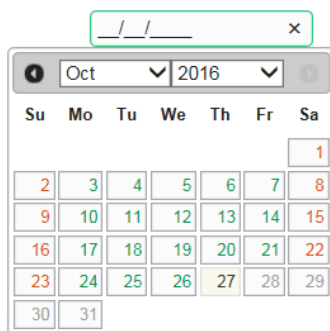 __/__/____ ×
Oct 2016
Su Mo Tu We Th Fr Sa
1
2 3 4 5 6 7 8
9 10 11 12 13 14 15
16 17 18 19 20 21 22
23 24 25 26 27 28 29
30 31